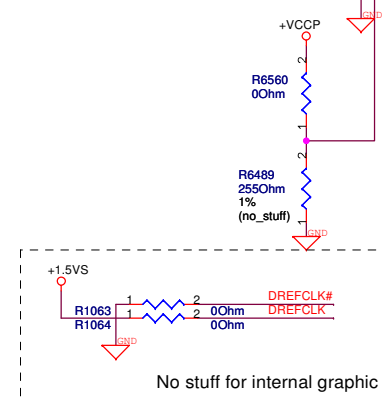 GND
+VCCP
2
R6560
0Ohm
1
2
R6489
255Ohm
1%
(no_stuff)
1
GND
+1.5VS
1 2 DREFCLK#
R1063 0Ohm
1 2 DREFCLK
R1064 0Ohm
GND
No stuff for internal graphic